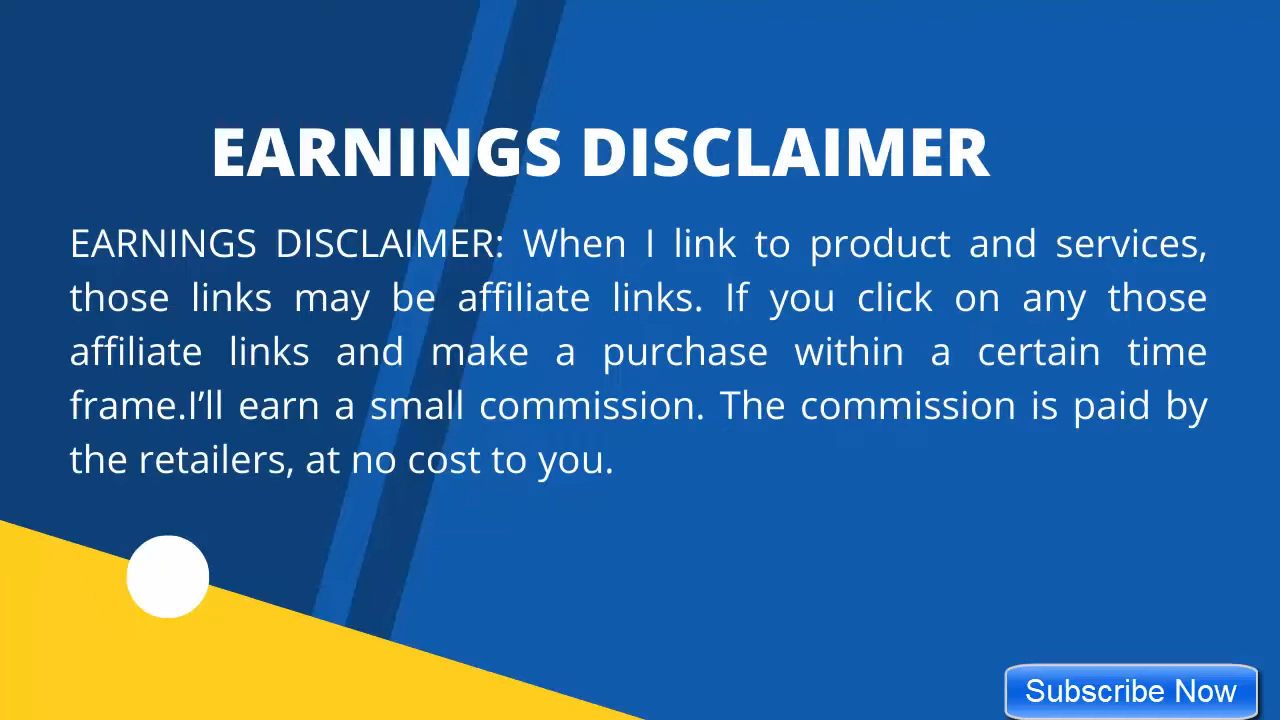 EARNINGS DISCLAIMER
EARNINGS DISCLAIMER: When I link to product and services,
those links may be affiliate links. If you click on any those
affiliate links and make a purchase within a certain time
frame.I’ll earn a small commission. The commission is paid by
the retailers, at no cost to you.
Subscribe Now